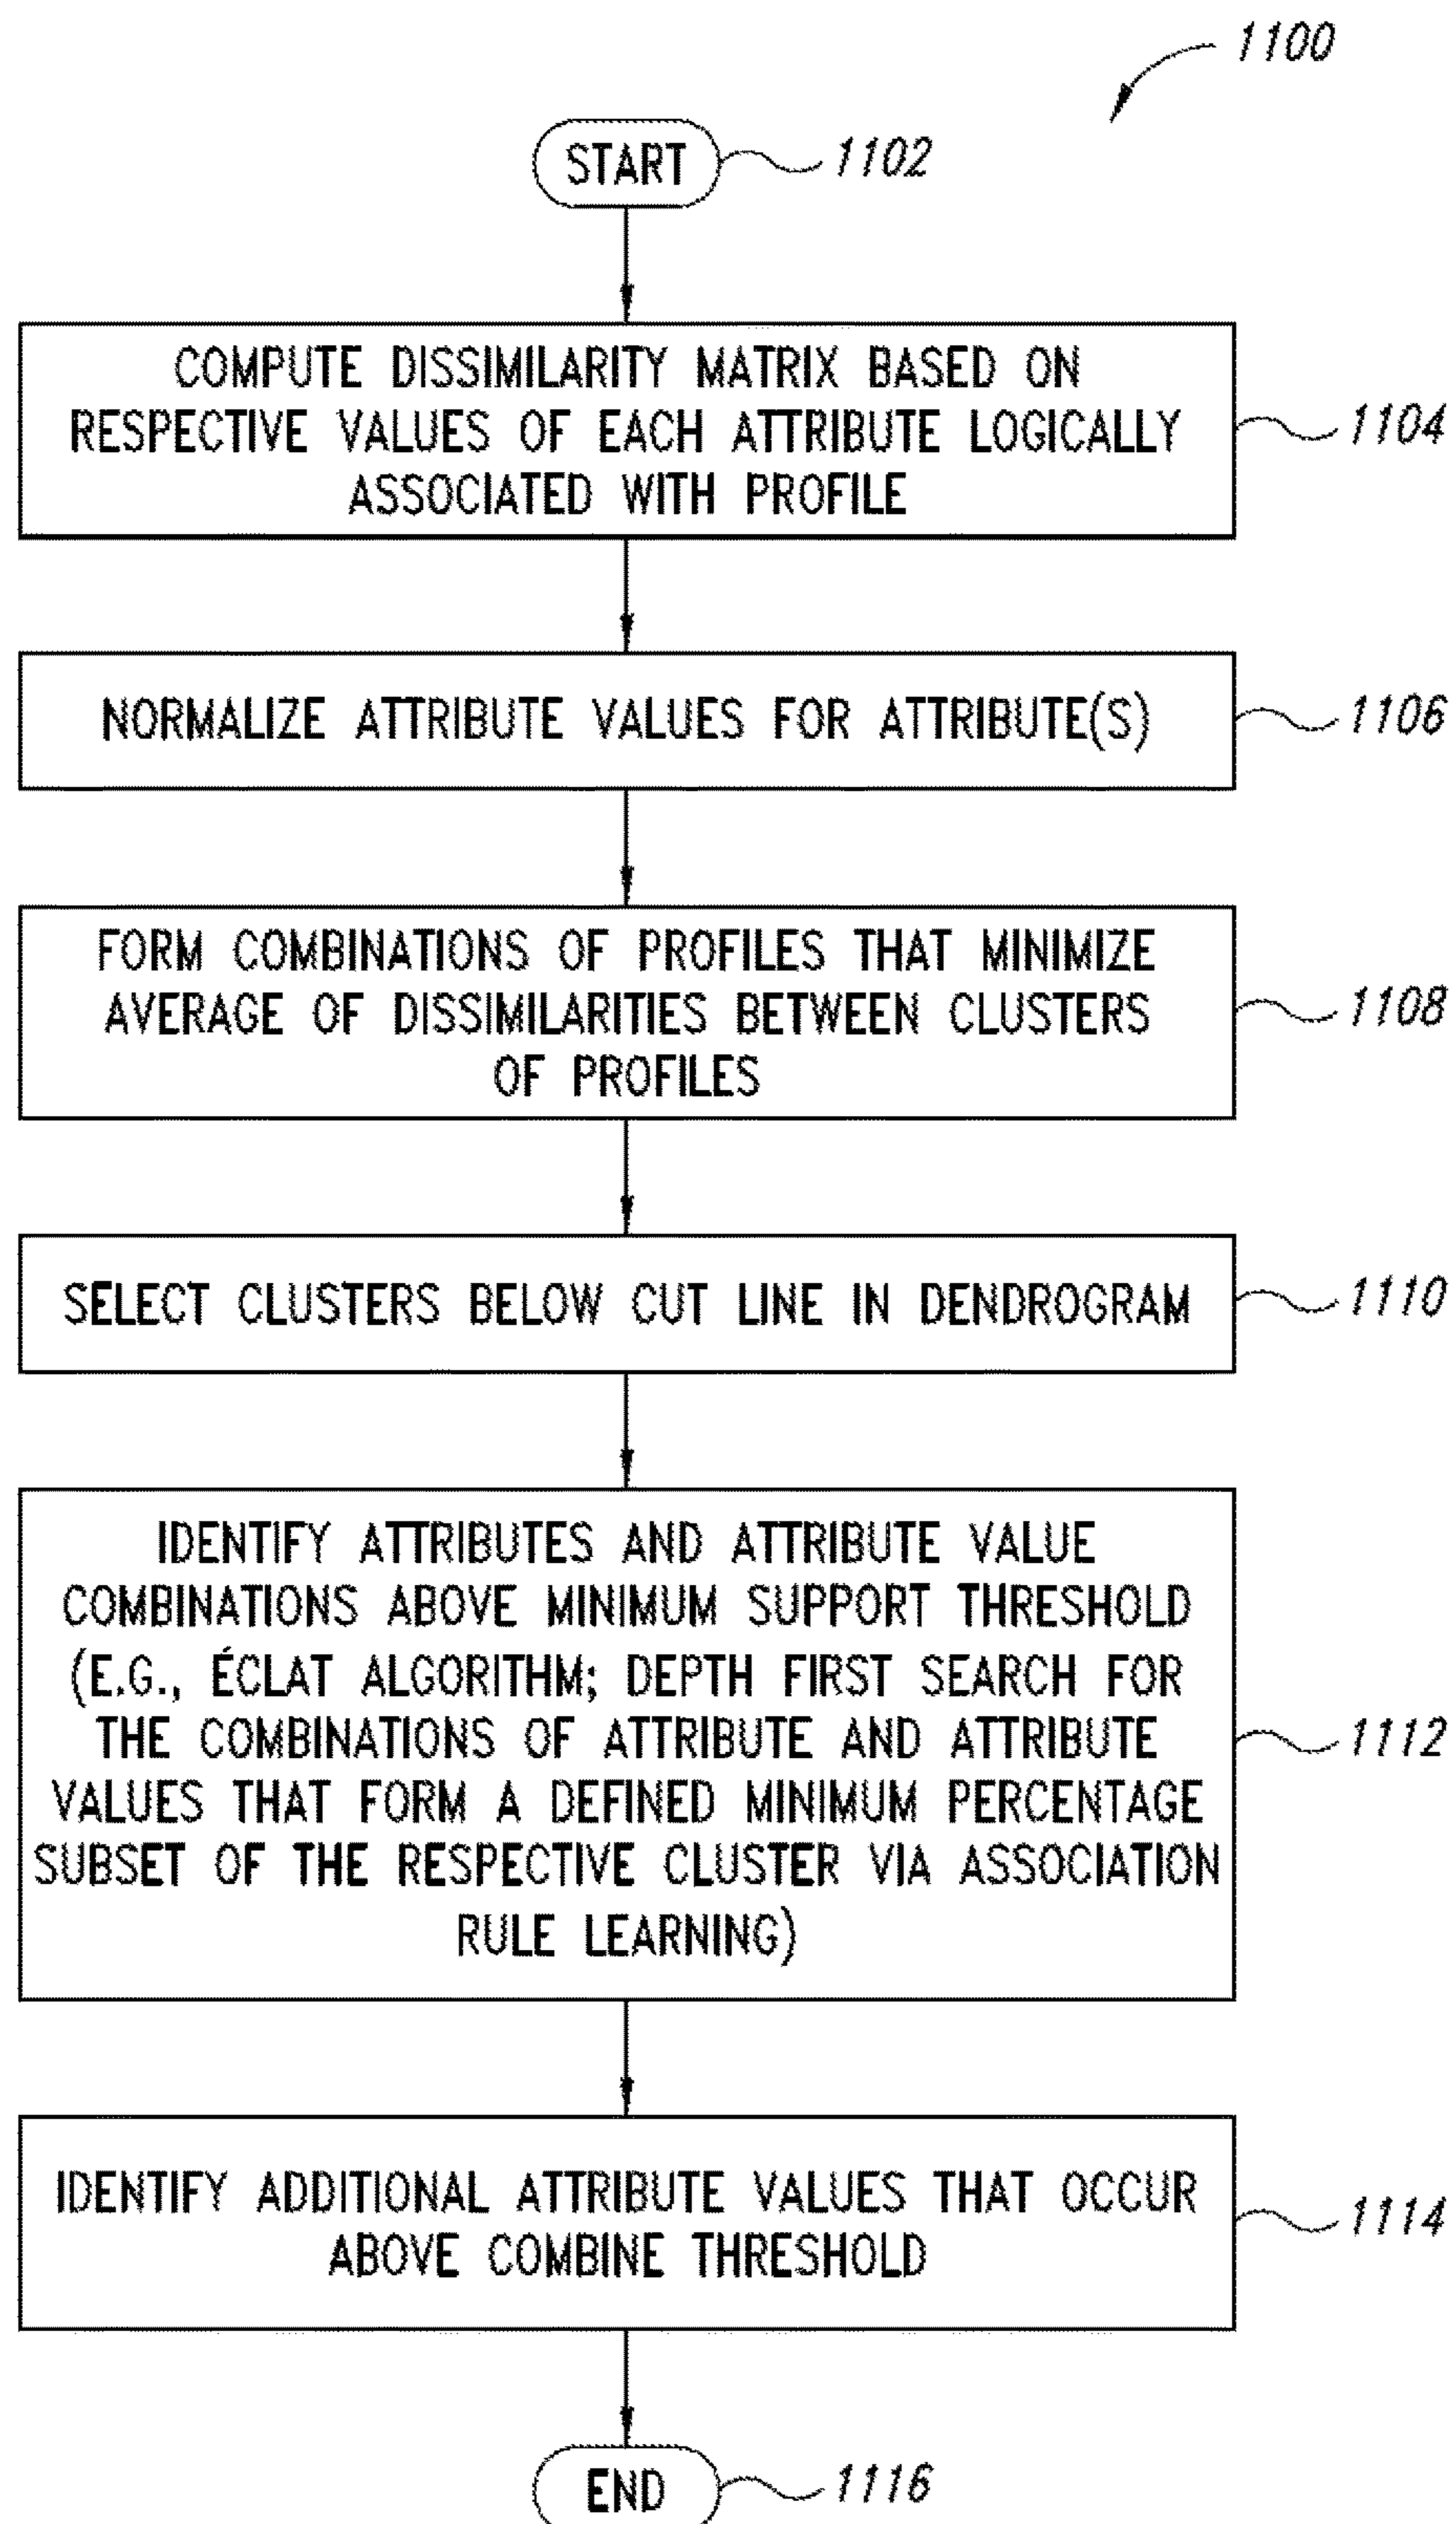 1100
START
1102
COMPUTE DISSIMILARITY MATRIX BASED ON
RESPECTIVE VALUES OF EACH ATTRIBUTE LOGICALLY
ASSOCIATED WITH PROFILE
1104
NORMALIZE ATTRIBUTE VALUES FOR ATTRIBUTE(S)
1106
FORM COMBINATIONS OF PROFILES THAT MINIMIZE
AVERAGE OF DISSIMILARITIES BETWEEN CLUSTERS
OF PROFILES
1108
SELECT CLUSTERS BELOW CUT LINE IN DENDROGRAM
1110
IDENTIFY ATTRIBUTES AND ATTRIBUTE VALUE
COMBINATIONS ABOVE MINIMUM SUPPORT THRESHOLD
(E.G., ÉCLAT ALGORITHM; DEPTH FIRST SEARCH FOR
THE COMBINATIONS OF ATTRIBUTE AND ATTRIBUTE
VALUES THAT FORM A DEFINED MINIMUM PERCENTAGE
SUBSET OF THE RESPECTIVE CLUSTER VIA ASSOCIATION
RULE LEARNING)
1112
IDENTIFY ADDITIONAL ATTRIBUTE VALUES THAT OCCUR
ABOVE COMBINE THRESHOLD
1114
END
1116